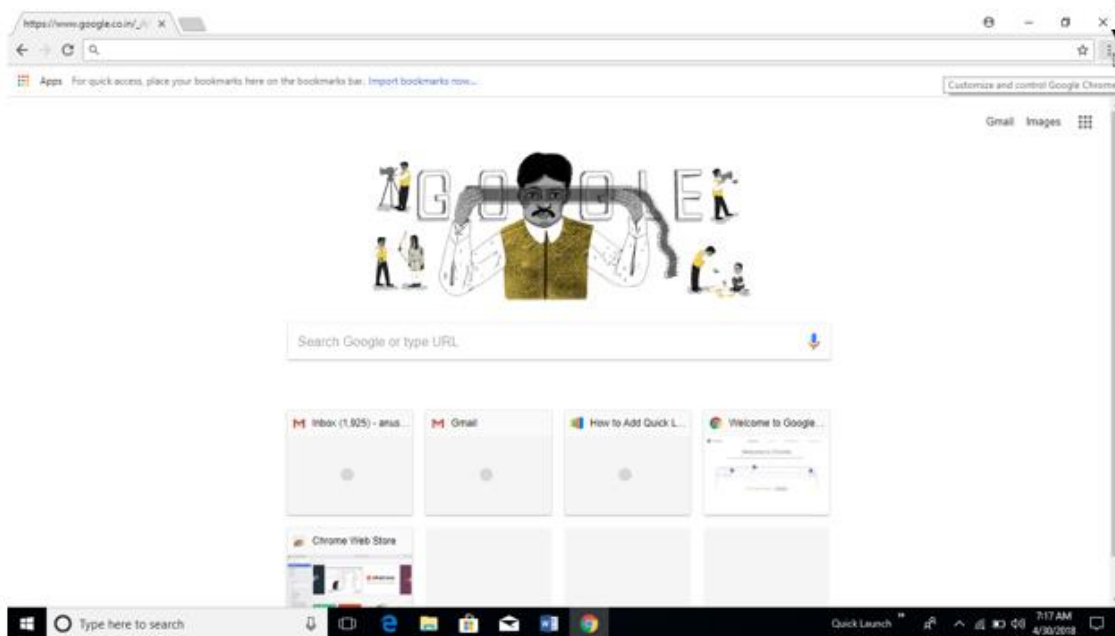 https://www.google.co.in/_/
Apps For quick access, place your bookmarks here on the bookmarks bar. Import bookmarks now...
Customize and control Google Chrome
Gmail Images
GOOGLE
Search Google or type URL
Inbox (1,925) - anus...
Gmail
How to Add Quick L...
Welcome to Google...
Chrome Web Store
Type here to search
Quick Launch
7:17 AM
4/30/2018